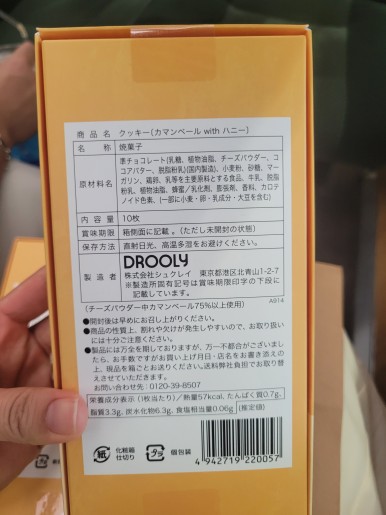 商品名 クッキー(カマンベール with ハニー)
名称 焼菓子
原材料名 準チョコレート(乳糖、植物油脂、チーズパウダー、コ
コアバター、脱脂粉乳)(国内製造)、小麦粉、砂糖、マー
ガリン、鶏卵、乳等を主要原料とする食品、牛乳、脱脂
粉乳、植物油脂、蜂蜜/乳化剤、膨張剤、香料、カロテ
ノイド色素、(一部に小麦・卵・乳成分・大豆を含む)
内容量 10枚
賞味期限 箱側面に記載。(ただし未開封の状態)
保存方法 直射日光、高温多湿をお避けください。
製造者 DROOLY
株式会社シュクレイ 東京都港区北青山1-2-7
※製造所固有記号は賞味期限印字の下段に
記載しています。
A914
(チーズパウダー中カマンベール75%以上使用)
●開封後は早めにお召し上がりください。
●商品の性質上、割れや欠けが発生しやすいので、お取り扱い
には十分ご注意ください。
●製品には万全を期しておりますが、万一不都合がございまし
たら、お手数ですがお買い上げ月日・店名をお書き添えの
上、現品を箱ごとお送りください。送料弊社負担でお取り替
えさせていただきます。
お問い合わせ先:0120-39-8507
栄養成分表示(1枚当たり)/熱量57kcal、たんぱく質0.7g、
脂質3.3g、炭水化物6.3g、食塩相当量0.06g (推定値)
紙 化粧箱
仕切り
プラ 個包装
4 942719 220057